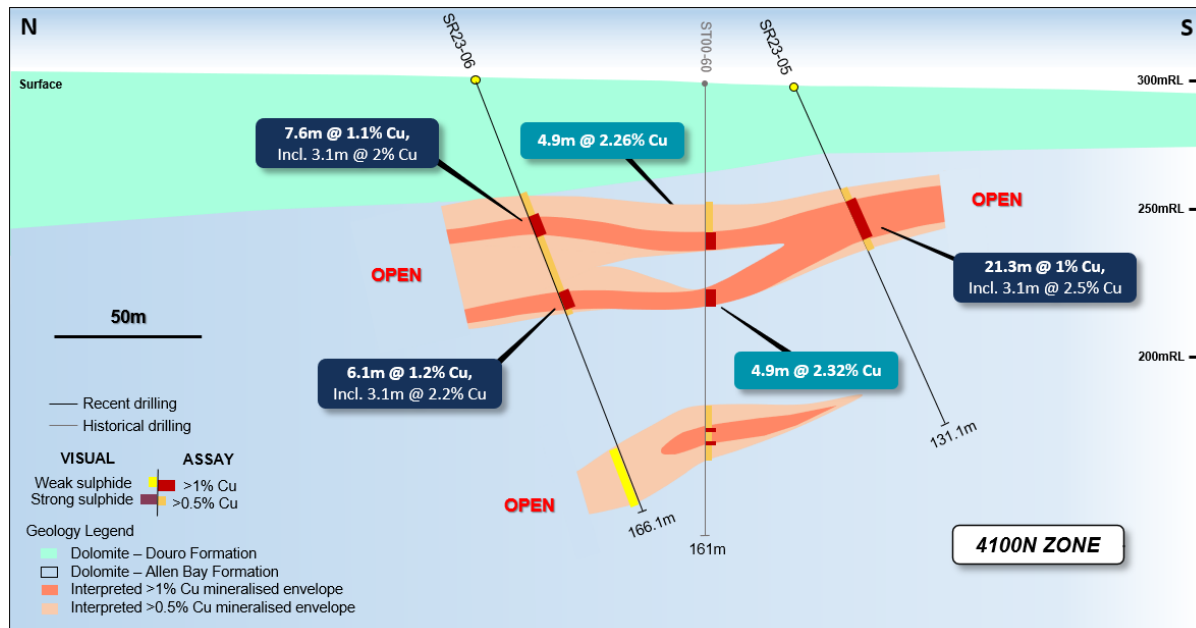 N
S
SR23-06
ST00-60
SR23-05
Surface
300mRL
7.6m @ 1.1% Cu,
Incl. 3.1m @ 2% Cu
4.9m @ 2.26% Cu
250mRL
OPEN
OPEN
21.3m @ 1% Cu,
Incl. 3.1m @ 2.5% Cu
50m
200mRL
6.1m @ 1.2% Cu,
Incl. 3.1m @ 2.2% Cu
4.9m @ 2.32% Cu
Recent drilling
Historical drilling
131.1m
VISUAL ASSAY
Weak sulphide >1% Cu
Strong sulphide >0.5% Cu
OPEN
166.1m
161m
4100N ZONE
Geology Legend
Dolomite – Douro Formation
Dolomite – Allen Bay Formation
Interpreted >1% Cu mineralised envelope
Interpreted >0.5% Cu mineralised envelope